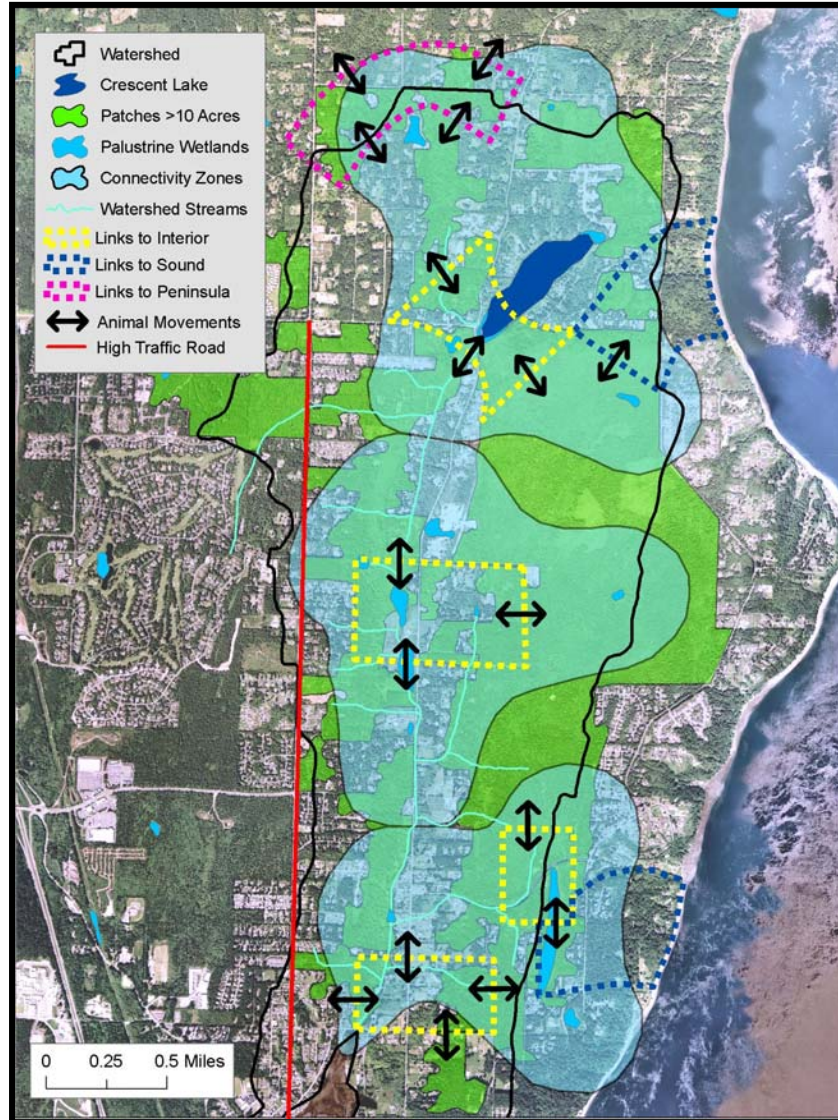 Watershed
Crescent Lake
Patches >10 Acres
Palustrine Wetlands
Connectivity Zones
Watershed Streams
Links to Interior
Links to Sound
Links to Peninsula
Animal Movements
High Traffic Road
0 0.25 0.5 Miles